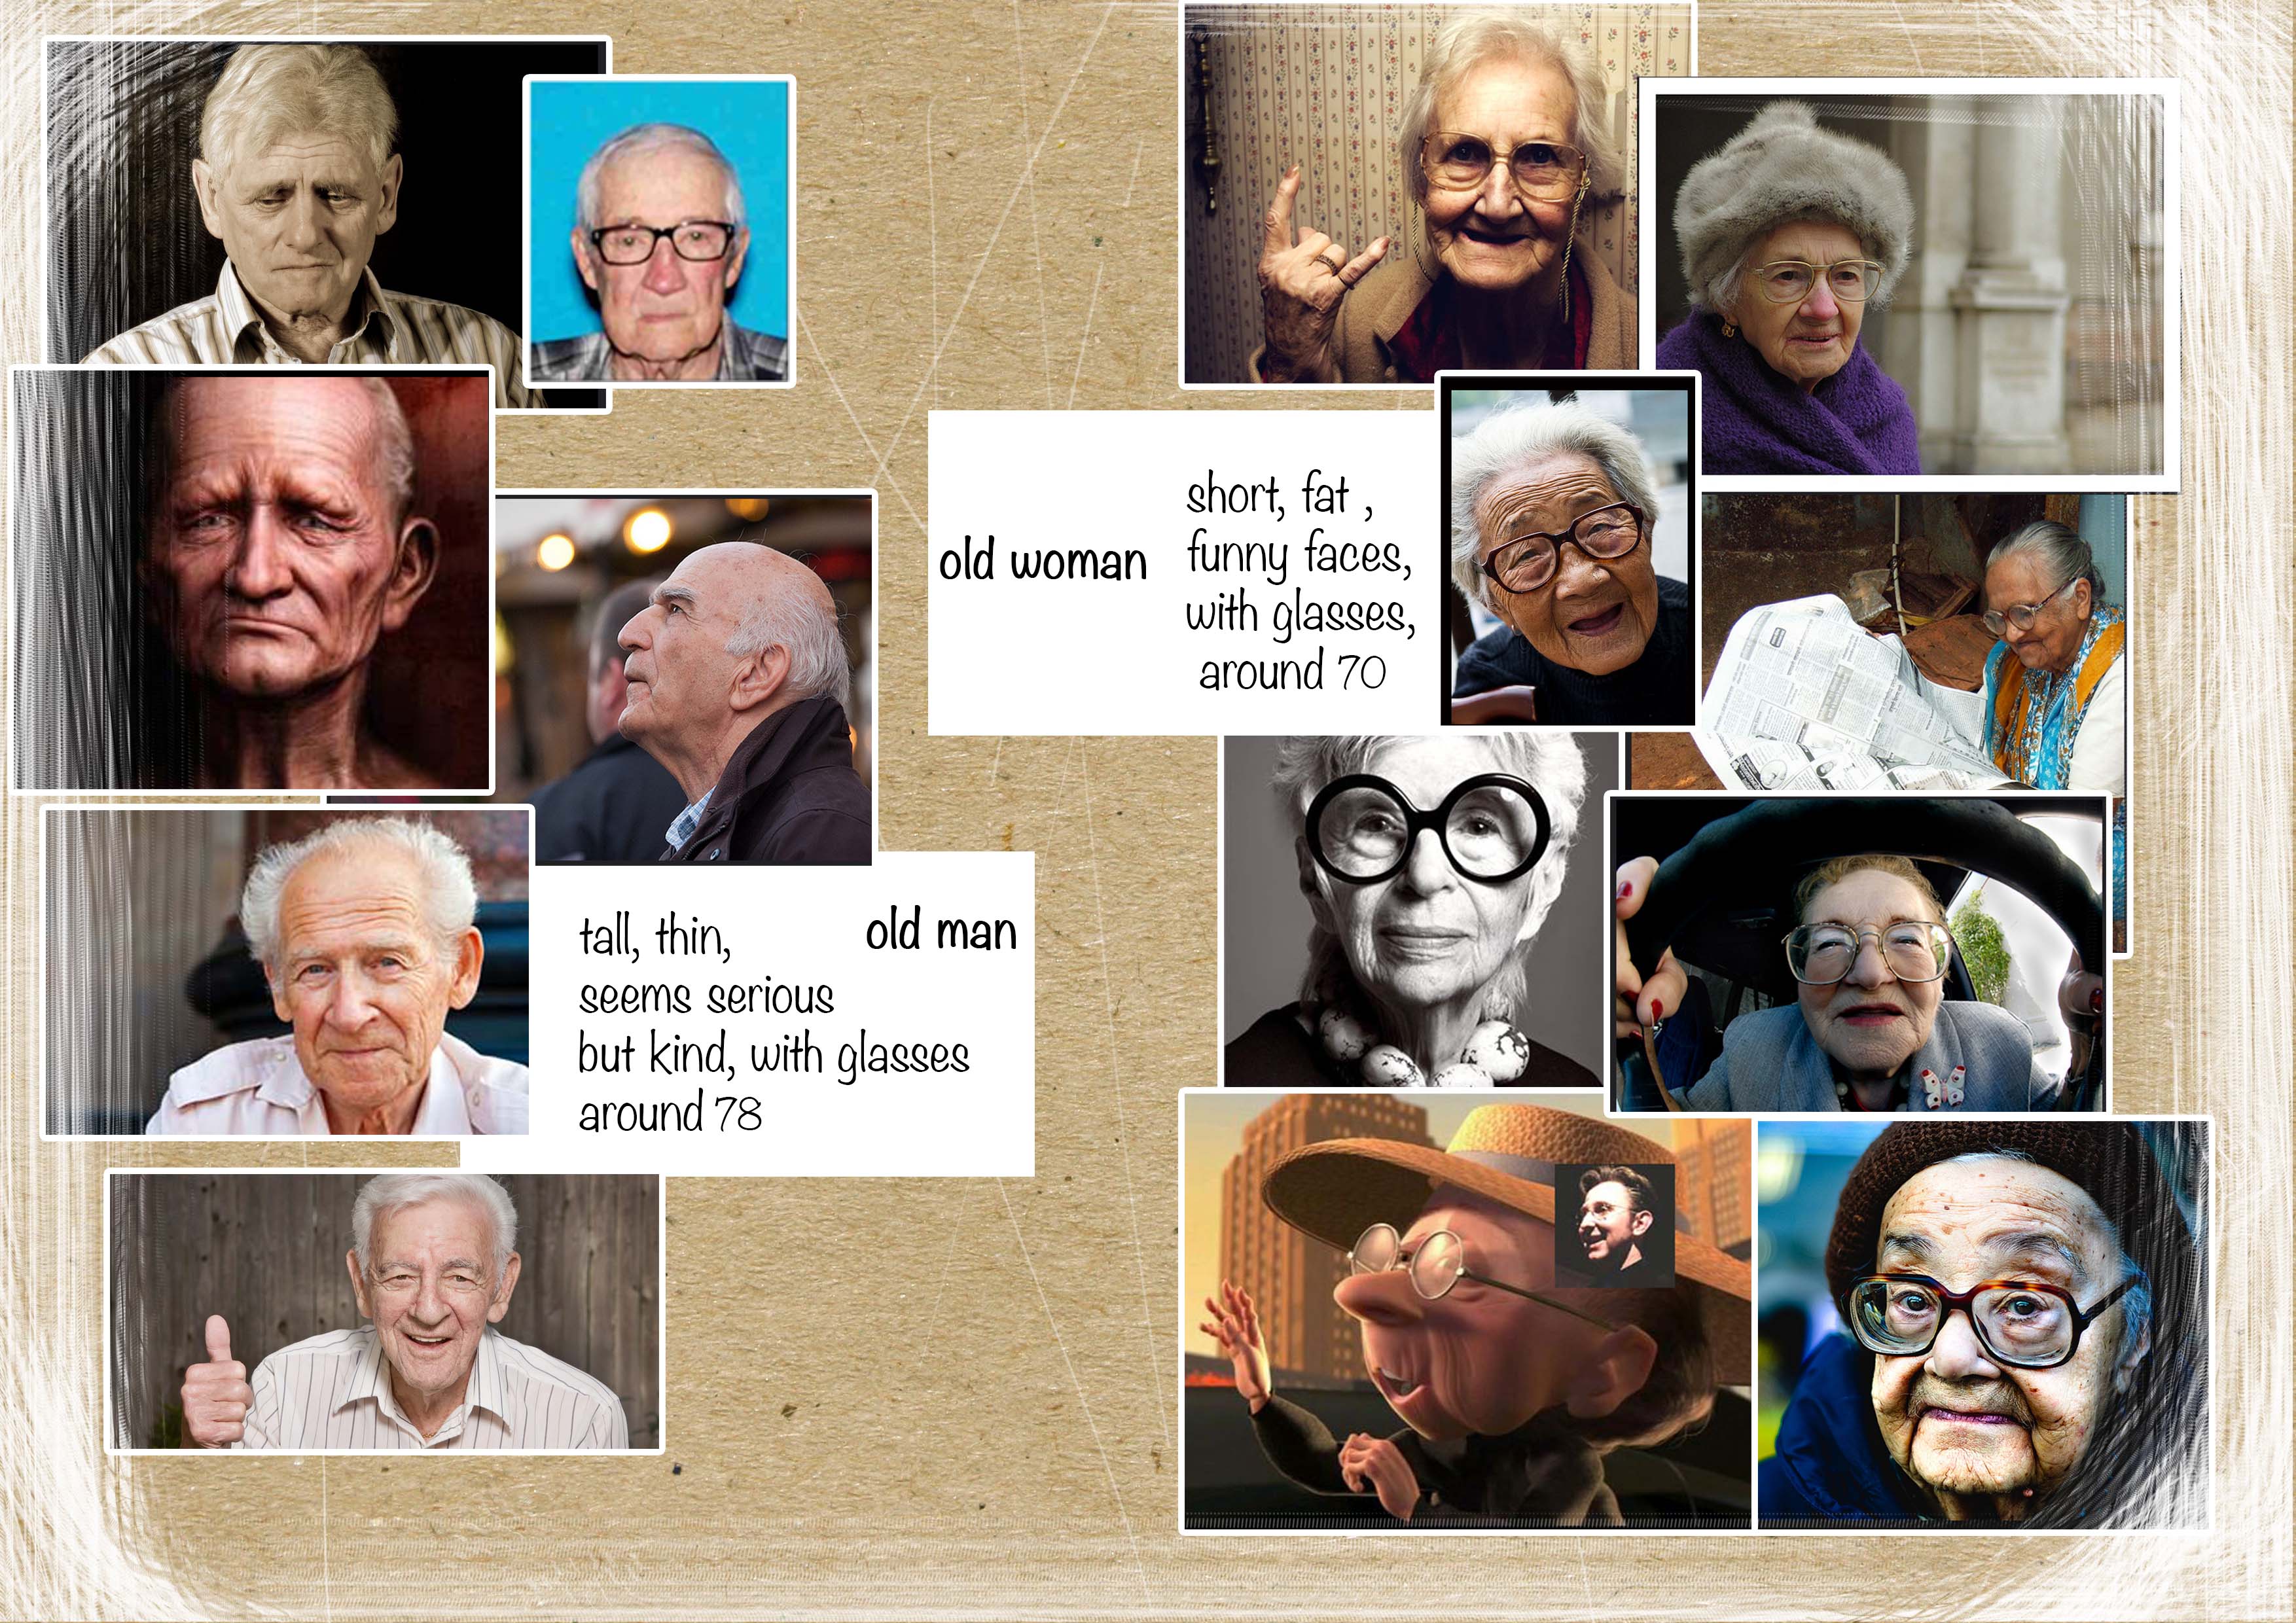 old woman
short, fat ,
funny faces,
with glasses,
around 70
old man
tall, thin,
seems serious
but kind, with glasses
around 78